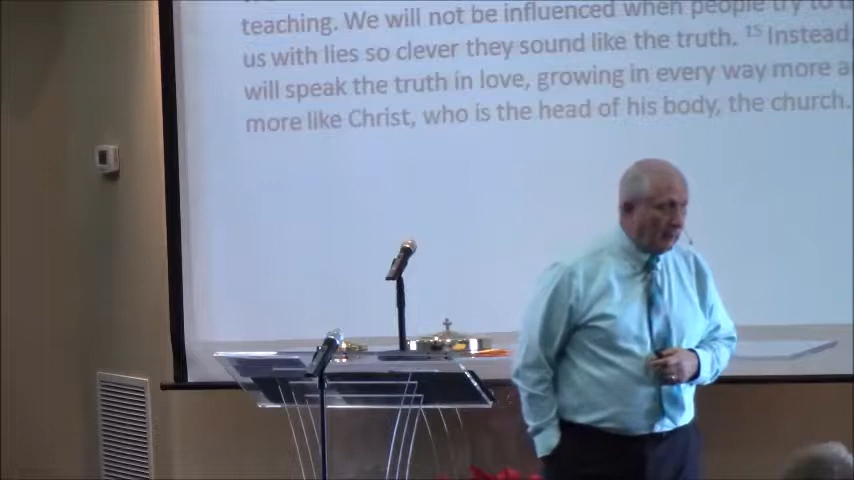 teaching. We will not be influenced when people try to
us with lies so clever they sound like the truth. ¹⁵ Instead
will speak the truth in love, growing in every way more a
more like Christ, who is the head of his body, the church.